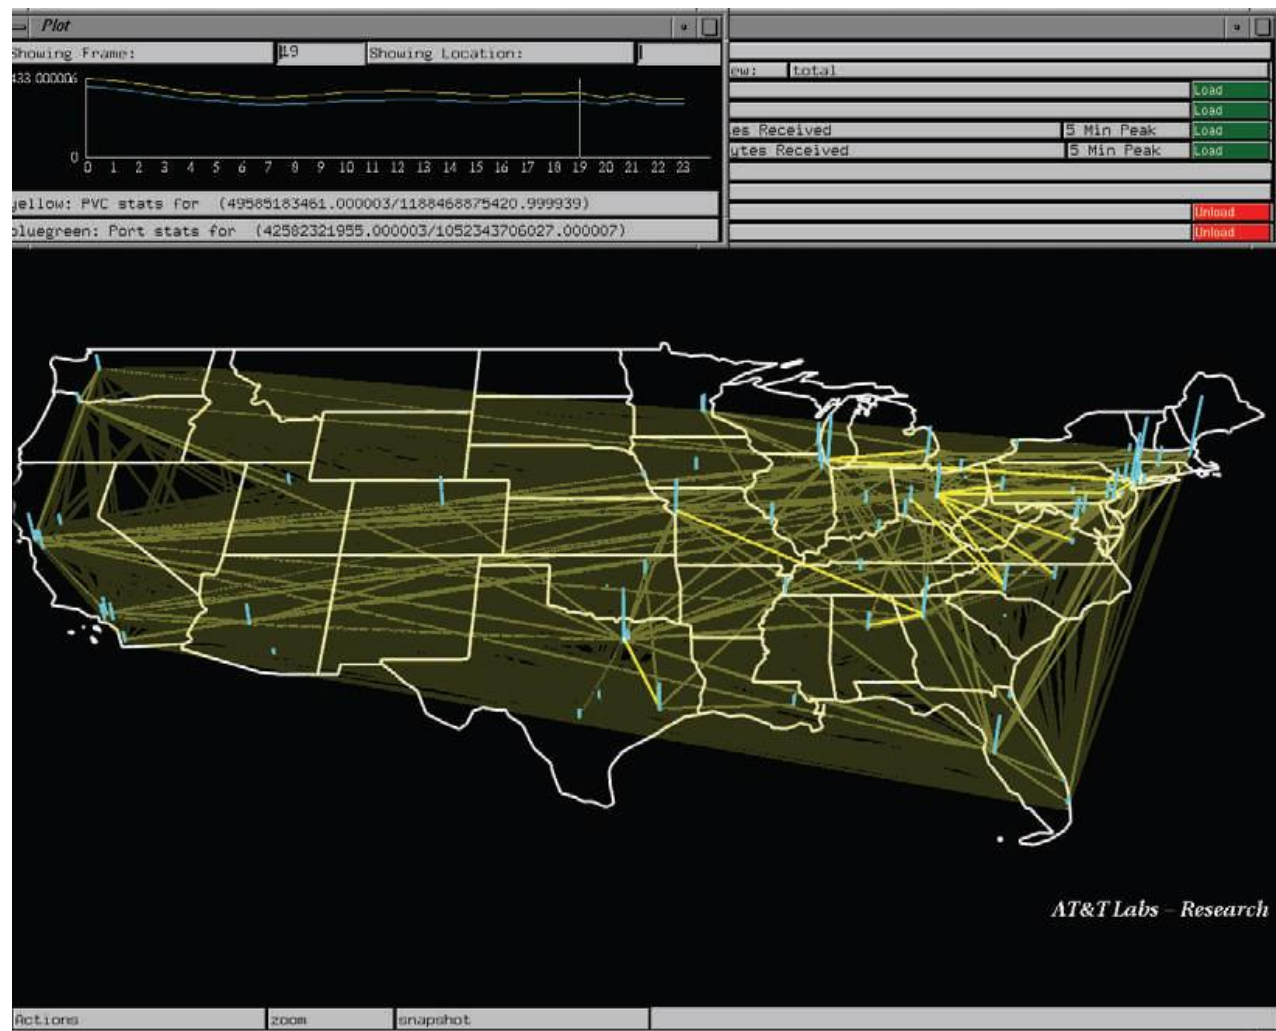 Plot
Showing Frame: 19 Showing Location:
ew: total
433.000006
Load
Load
es Received 5 Min Peak Load
ytes Received 5 Min Peak Load
0
0 1 2 3 4 5 6 7 8 9 10 11 12 13 14 15 16 17 18 19 20 21 22 23
yellow: PVC stats for (49585183461.000003/1188468875420.999939)
Unload
bluegreen: Port stats for (42582321955.000003/1052343706027.000007)
Unload
AT&T Labs – Research
Actions zoom snapshot